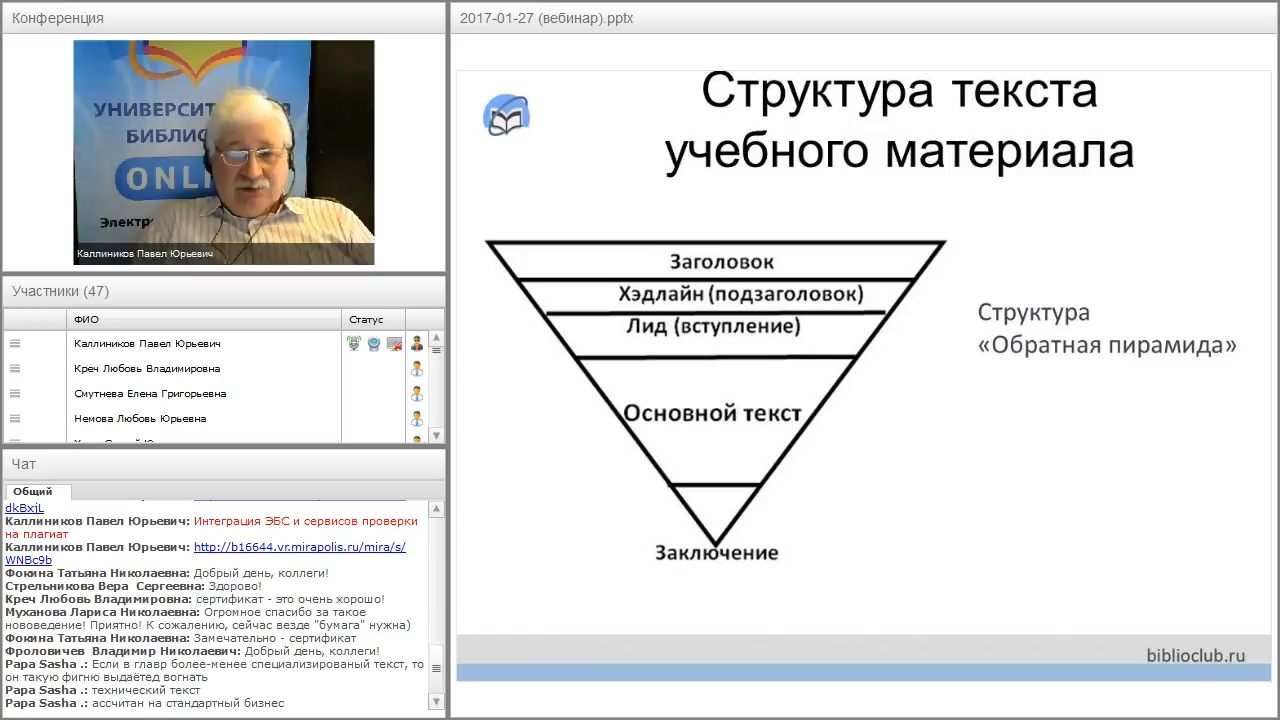 Конференция
УНИВЕРСИТ
БИБЛИ
ONL
Электр
Каллиников Павел Юрьевич
Участники (47)
ФИО
Статус
Каллиников Павел Юрьевич
Креч Любовь Владимировна
Смутнева Елена Григорьевна
Немова Любовь Юрьевна
Чат
Общий
dkBxjL
Каллиников Павел Юрьевич: Интеграция ЭБС и сервисов проверки
на плагиат
Каллиников Павел Юрьевич: http://b16644.vr.mirapolis.ru/mira/s/
WNBc9b
Фокина Татьяна Николаевна: Добрый день, коллеги!
Стрельникова Вера  Сергеевна: Здорово!
Креч Любовь Владимировна: сертификат - это очень хорошо!
Муханова Лариса Николаевна: Огромное спасибо за такое
нововедение! Приятно! К сожалению, сейчас везде "бумага" нужна)
Фокина Татьяна Николаевна: Замечательно - сертификат
Фроловичев  Владимир Николаевич: Добрый день, коллеги!
Papa Sasha .: Если в главр более-менее специализированый текст, то
он такую фигню выдаётед вогнать
Papa Sasha .: технический текст
Papa Sasha .: ассчитан на стандартный бизнес
2017-01-27 (вебинар).pptx
Структура текста
учебного материала
Заголовок
Хэдлайн (подзаголовок)
Лид (вступление)
Основной текст
Заключение
Структура
«Обратная пирамида»
biblioclub.ru